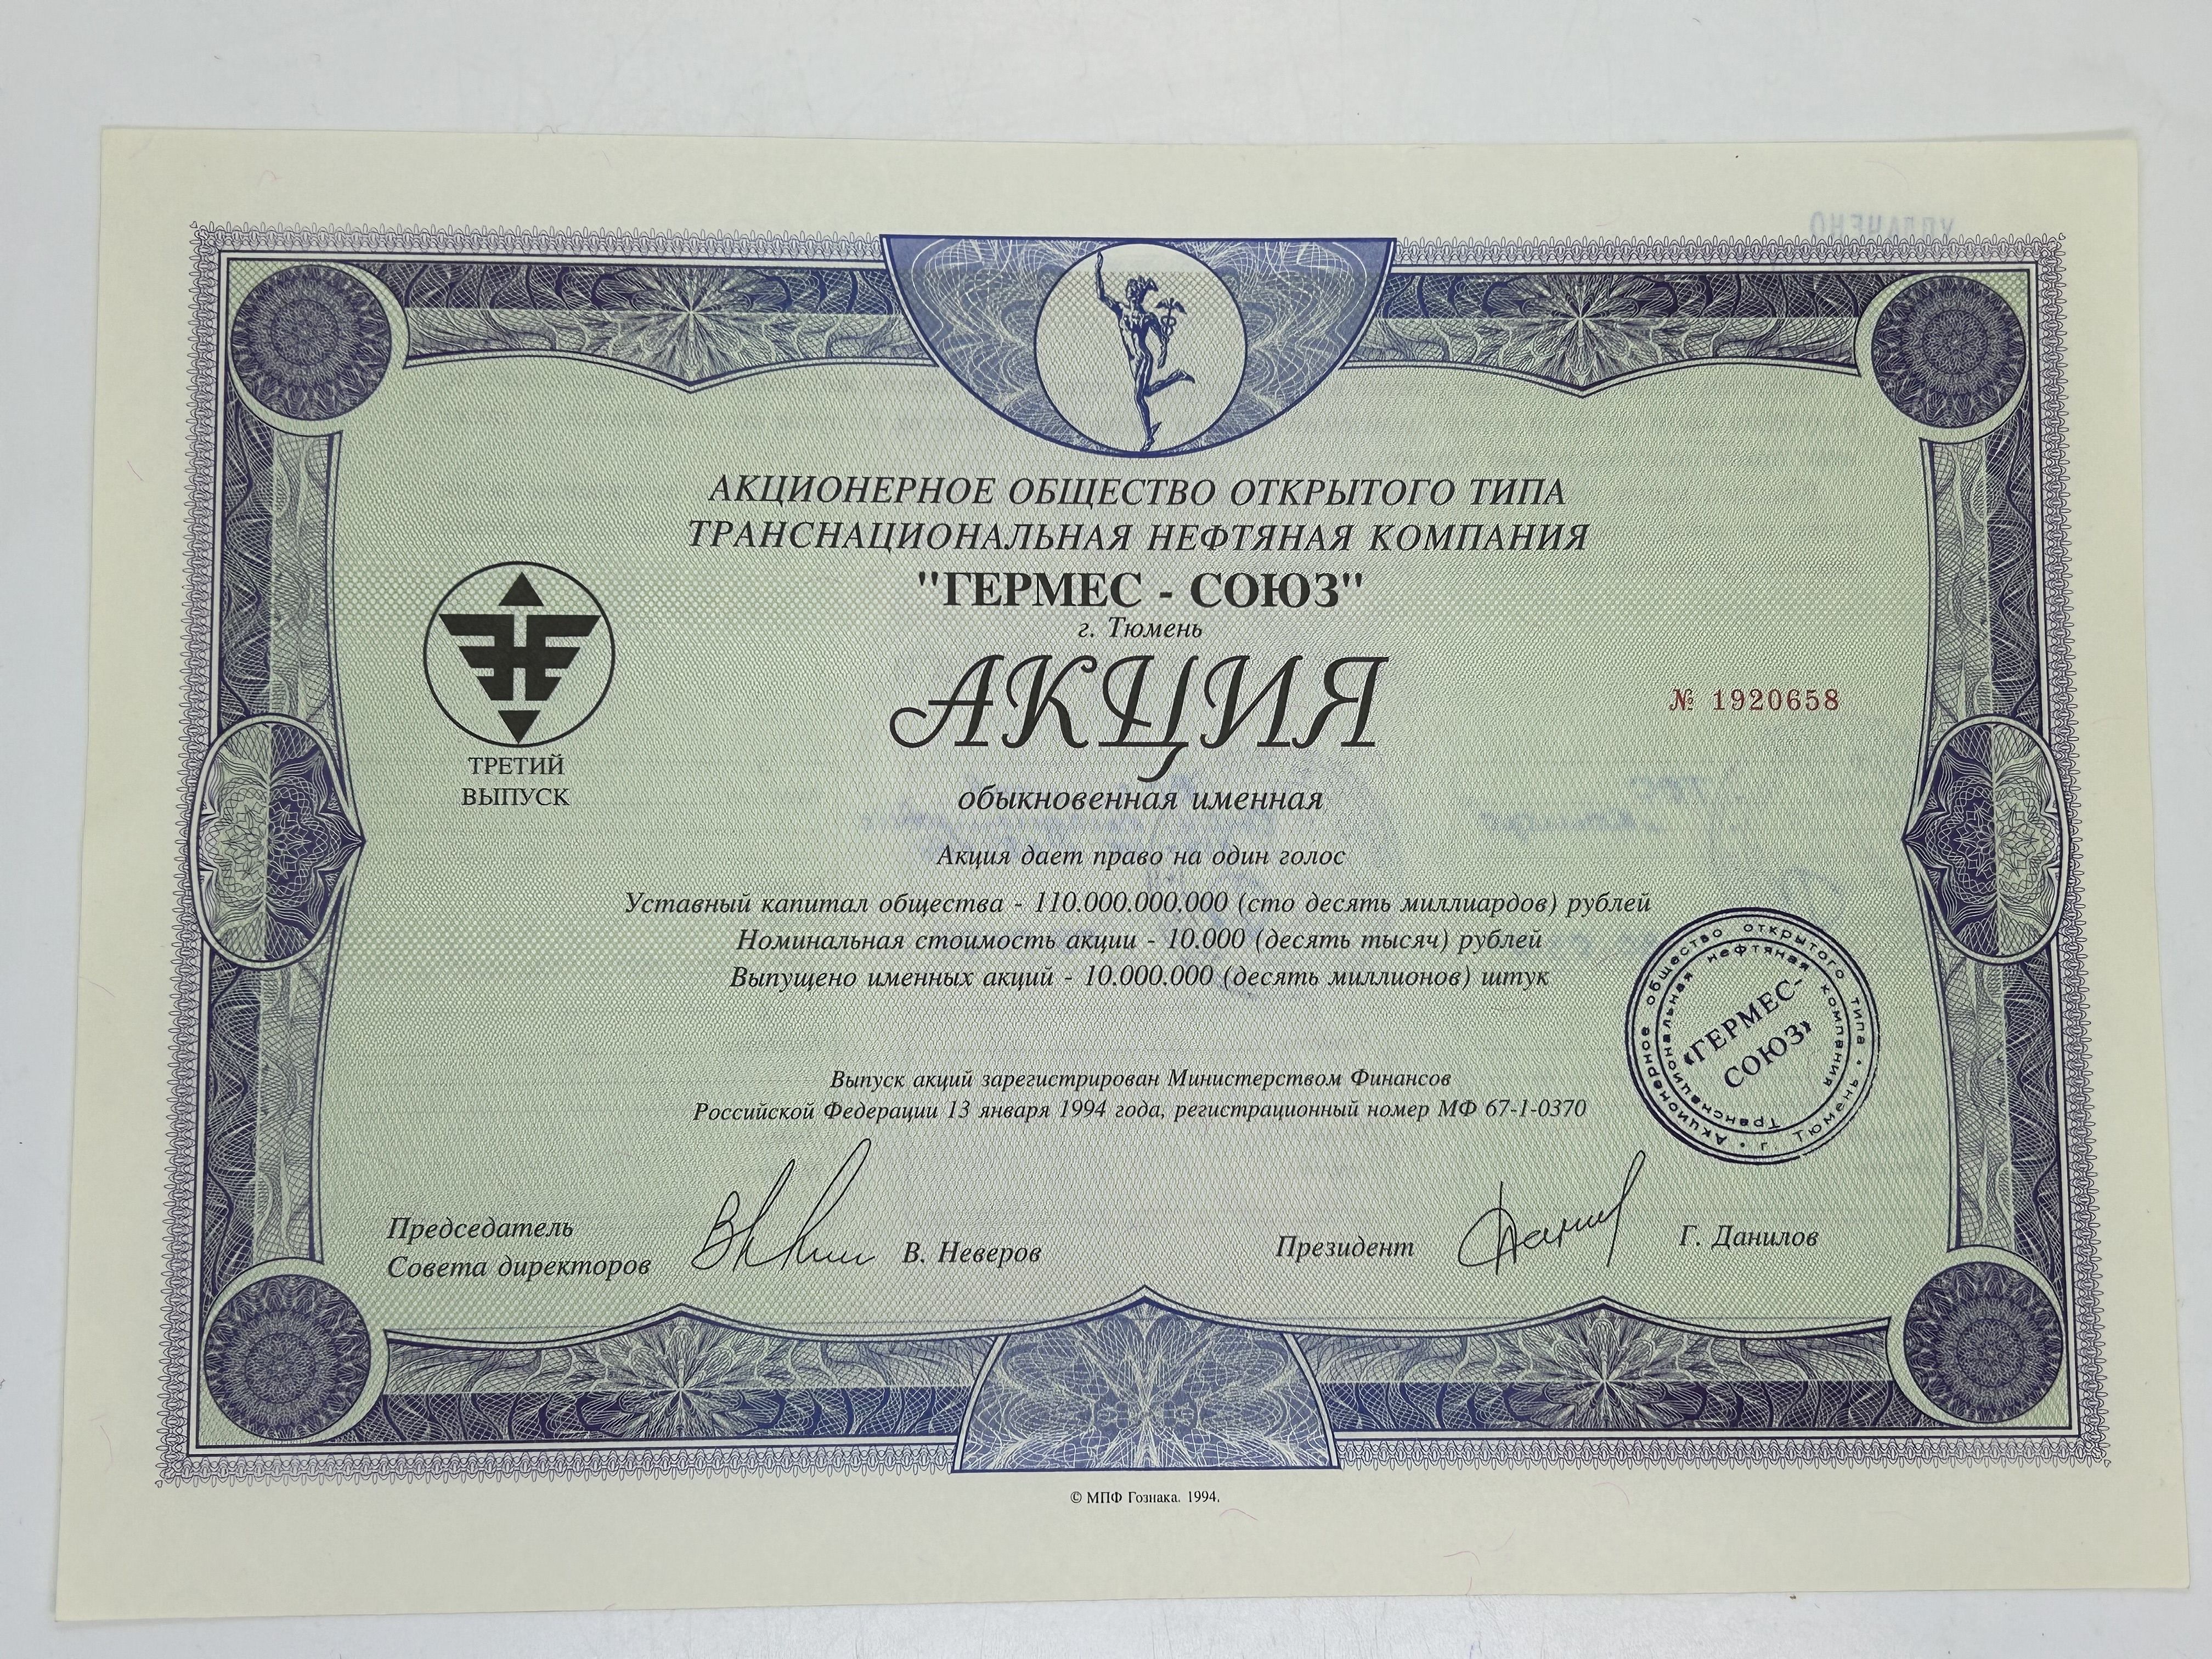 УПЛАЧЕНО
АКЦИОНЕРНОЕ ОБЩЕСТВО ОТКРЫТОГО ТИПА
ТРАНСНАЦИОНАЛЬНАЯ НЕФТЯНАЯ КОМПАНИЯ
"ГЕРМЕС - СОЮЗ"
г. Тюмень
АКЦИЯ
№ 1920658
ТРЕТИЙ
ВЫПУСК
обыкновенная именная
Акция дает право на один голос
Уставный капитал общества - 110.000.000.000 (сто десять миллиардов) рублей
Номинальная стоимость акции - 10.000 (десять тысяч) рублей
Выпущено именных акций - 10.000.000 (десять миллионов) штук
Акционерное общество открытого типа • г. Тюмень •
Транснациональная нефтяная компания
«ГЕРМЕС-
СОЮЗ»
Выпуск акций зарегистрирован Министерством Финансов
Российской Федерации 13 января 1994 года, регистрационный номер МФ 67-1-0370
Председатель
Совета директоров
В. Неверов
Президент
Г. Данилов
© МПФ Гознака. 1994.